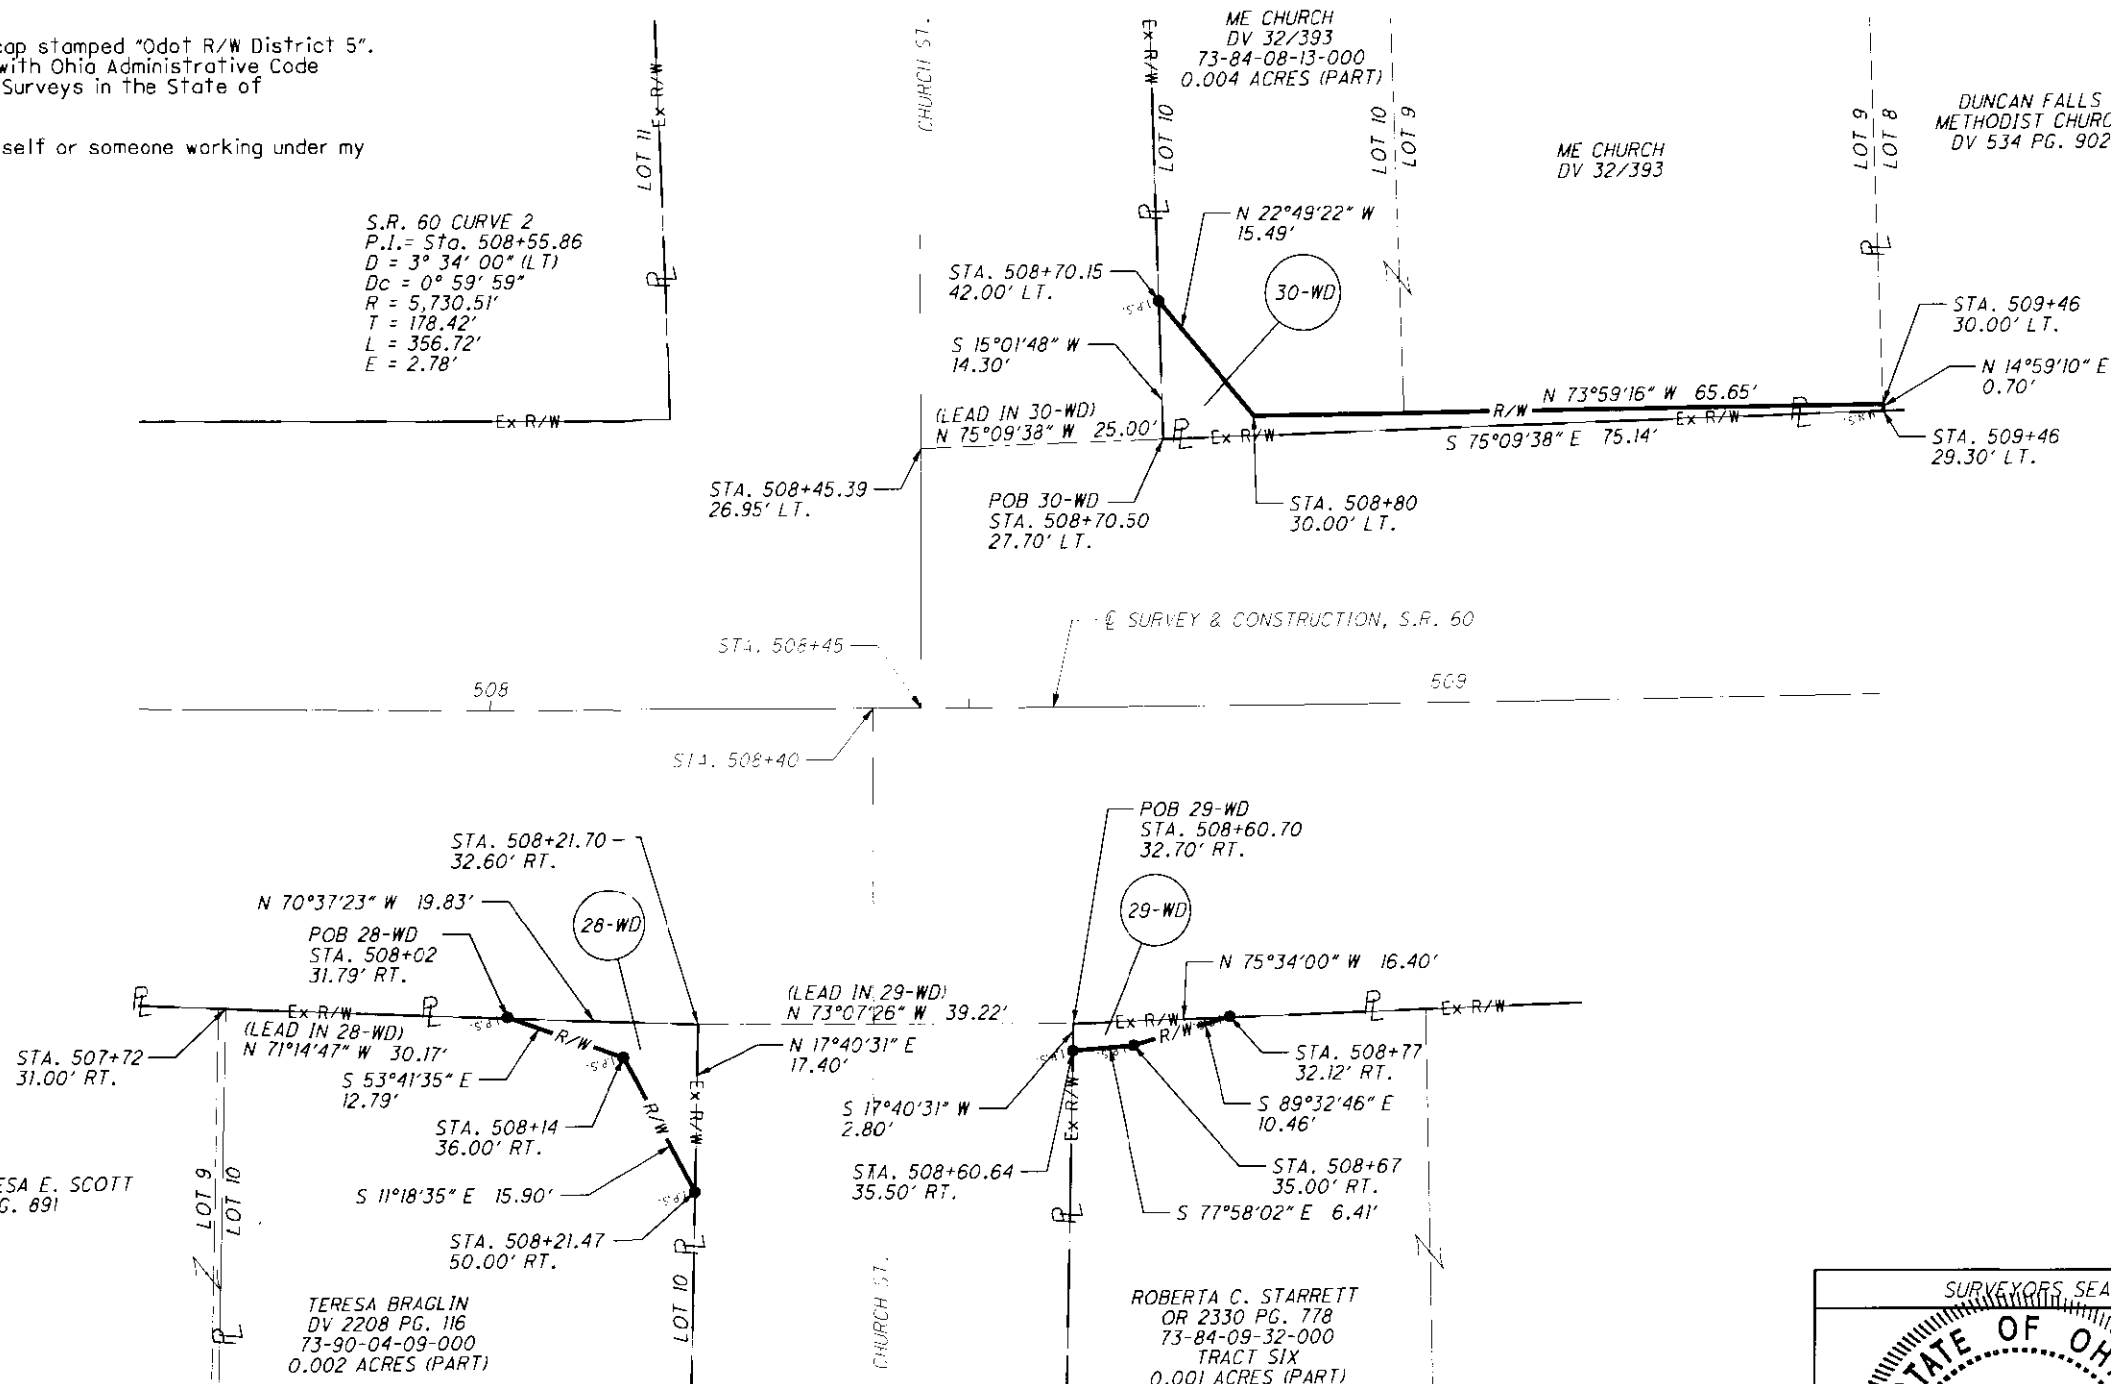 cap stamped "Odot R/W District 5".
with Ohio Administrative Code
Surveys in the State of
self or someone working under my
S.R. 60 CURVE 2
P.I.= Sta. 508+55.86
D = 3° 34' 00" (LT)
Dc = 0° 59' 59"
R = 5,730.51'
T = 178.42'
L = 356.72'
E = 2.78'
Ex R/W
LOT 11
PL
Ex R/W
CHURCH ST.
Ex R/W
LOT 10
PL
ME CHURCH
DV 32/393
73-84-08-13-000
0.004 ACRES (PART)
LOT 10
LOT 9
ME CHURCH
DV 32/393
LOT 9
LOT 8
PL
DUNCAN FALLS
METHODIST CHURC
DV 534 PG. 902
N 22°49'22" W
15.49'
STA. 508+70.15
42.00' LT.
I.P.S.
30-WD
S 15°01'48" W
14.30'
(LEAD IN 30-WD)
N 75°09'38" W 25.00'
PL
Ex R/W
N 73°59'16" W 65.65'
R/W
Ex R/W
PL
S 75°09'38" E 75.14'
STA. 509+46
30.00' LT.
N 14°59'10" E
0.70'
STA. 509+46
29.30' LT.
STA. 508+45.39
26.95' LT.
POB 30-WD
STA. 508+70.50
27.70' LT.
STA. 508+80
30.00' LT.
STA. 508+45
℄ SURVEY & CONSTRUCTION, S.R. 60
508
509
STA. 508+40
STA. 508+21.70
32.60' RT.
N 70°37'23" W 19.83'
POB 28-WD
STA. 508+02
31.79' RT.
28-WD
PL
Ex R/W
PL
I.P.S.
R/W
(LEAD IN 28-WD)
N 71°14'47" W 30.17'
STA. 507+72
31.00' RT.
S 53°41'35" E
12.79'
I.P.S.
STA. 508+14
36.00' RT.
R/W
Ex R/W
N 17°40'31" E
17.40'
S 11°18'35" E 15.90'
I.P.S.
STA. 508+21.47
50.00' RT.
ESA E. SCOTT
G. 891
LOT 9
LOT 10
PL
TERESA BRAGLIN
DV 2208 PG. 116
73-90-04-09-000
0.002 ACRES (PART)
PL
LOT 10
CHURCH ST.
(LEAD IN 29-WD)
N 73°07'26" W 39.22'
POB 29-WD
STA. 508+60.70
32.70' RT.
29-WD
N 75°34'00" W 16.40'
Ex R/W
R/W
PL
Ex R/W
STA. 508+77
32.12' RT.
S 17°40'31" W
2.80'
Ex R/W
S 89°32'46" E
10.46'
STA. 508+60.64
35.50' RT.
STA. 508+67
35.00' RT.
S 77°58'02" E 6.41'
PL
ROBERTA C. STARRETT
OR 2330 PG. 778
73-84-09-32-000
TRACT SIX
0.001 ACRES (PART)
SURVEYORS SEA
STATE OF OH